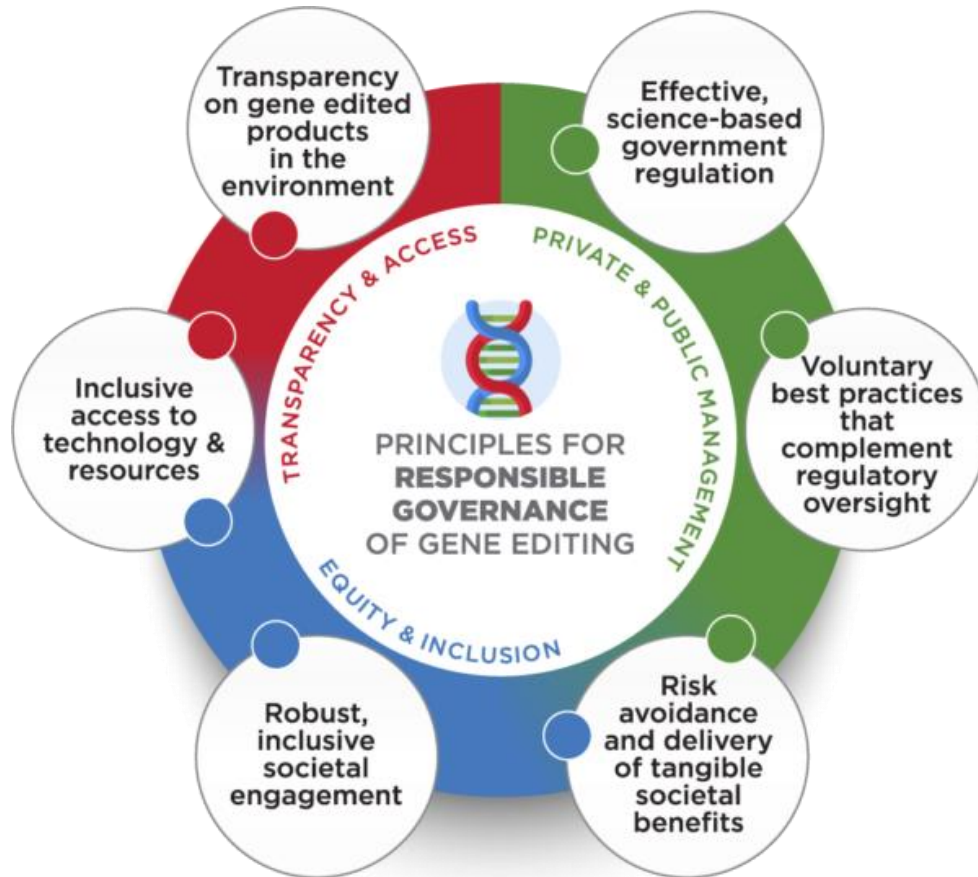 Transparency
on gene edited
products
in the
environment
Effective,
science-based
government
regulation
TRANSPARENCY & ACCESS
PRIVATE & PUBLIC MANAGEMENT
Inclusive
access to
technology &
resources
PRINCIPLES FOR
RESPONSIBLE
GOVERNANCE
OF GENE EDITING
Voluntary
best practices
that
complement
regulatory
oversight
EQUITY & INCLUSION
Robust,
inclusive
societal
engagement
Risk
avoidance
and delivery
of tangible
societal
benefits